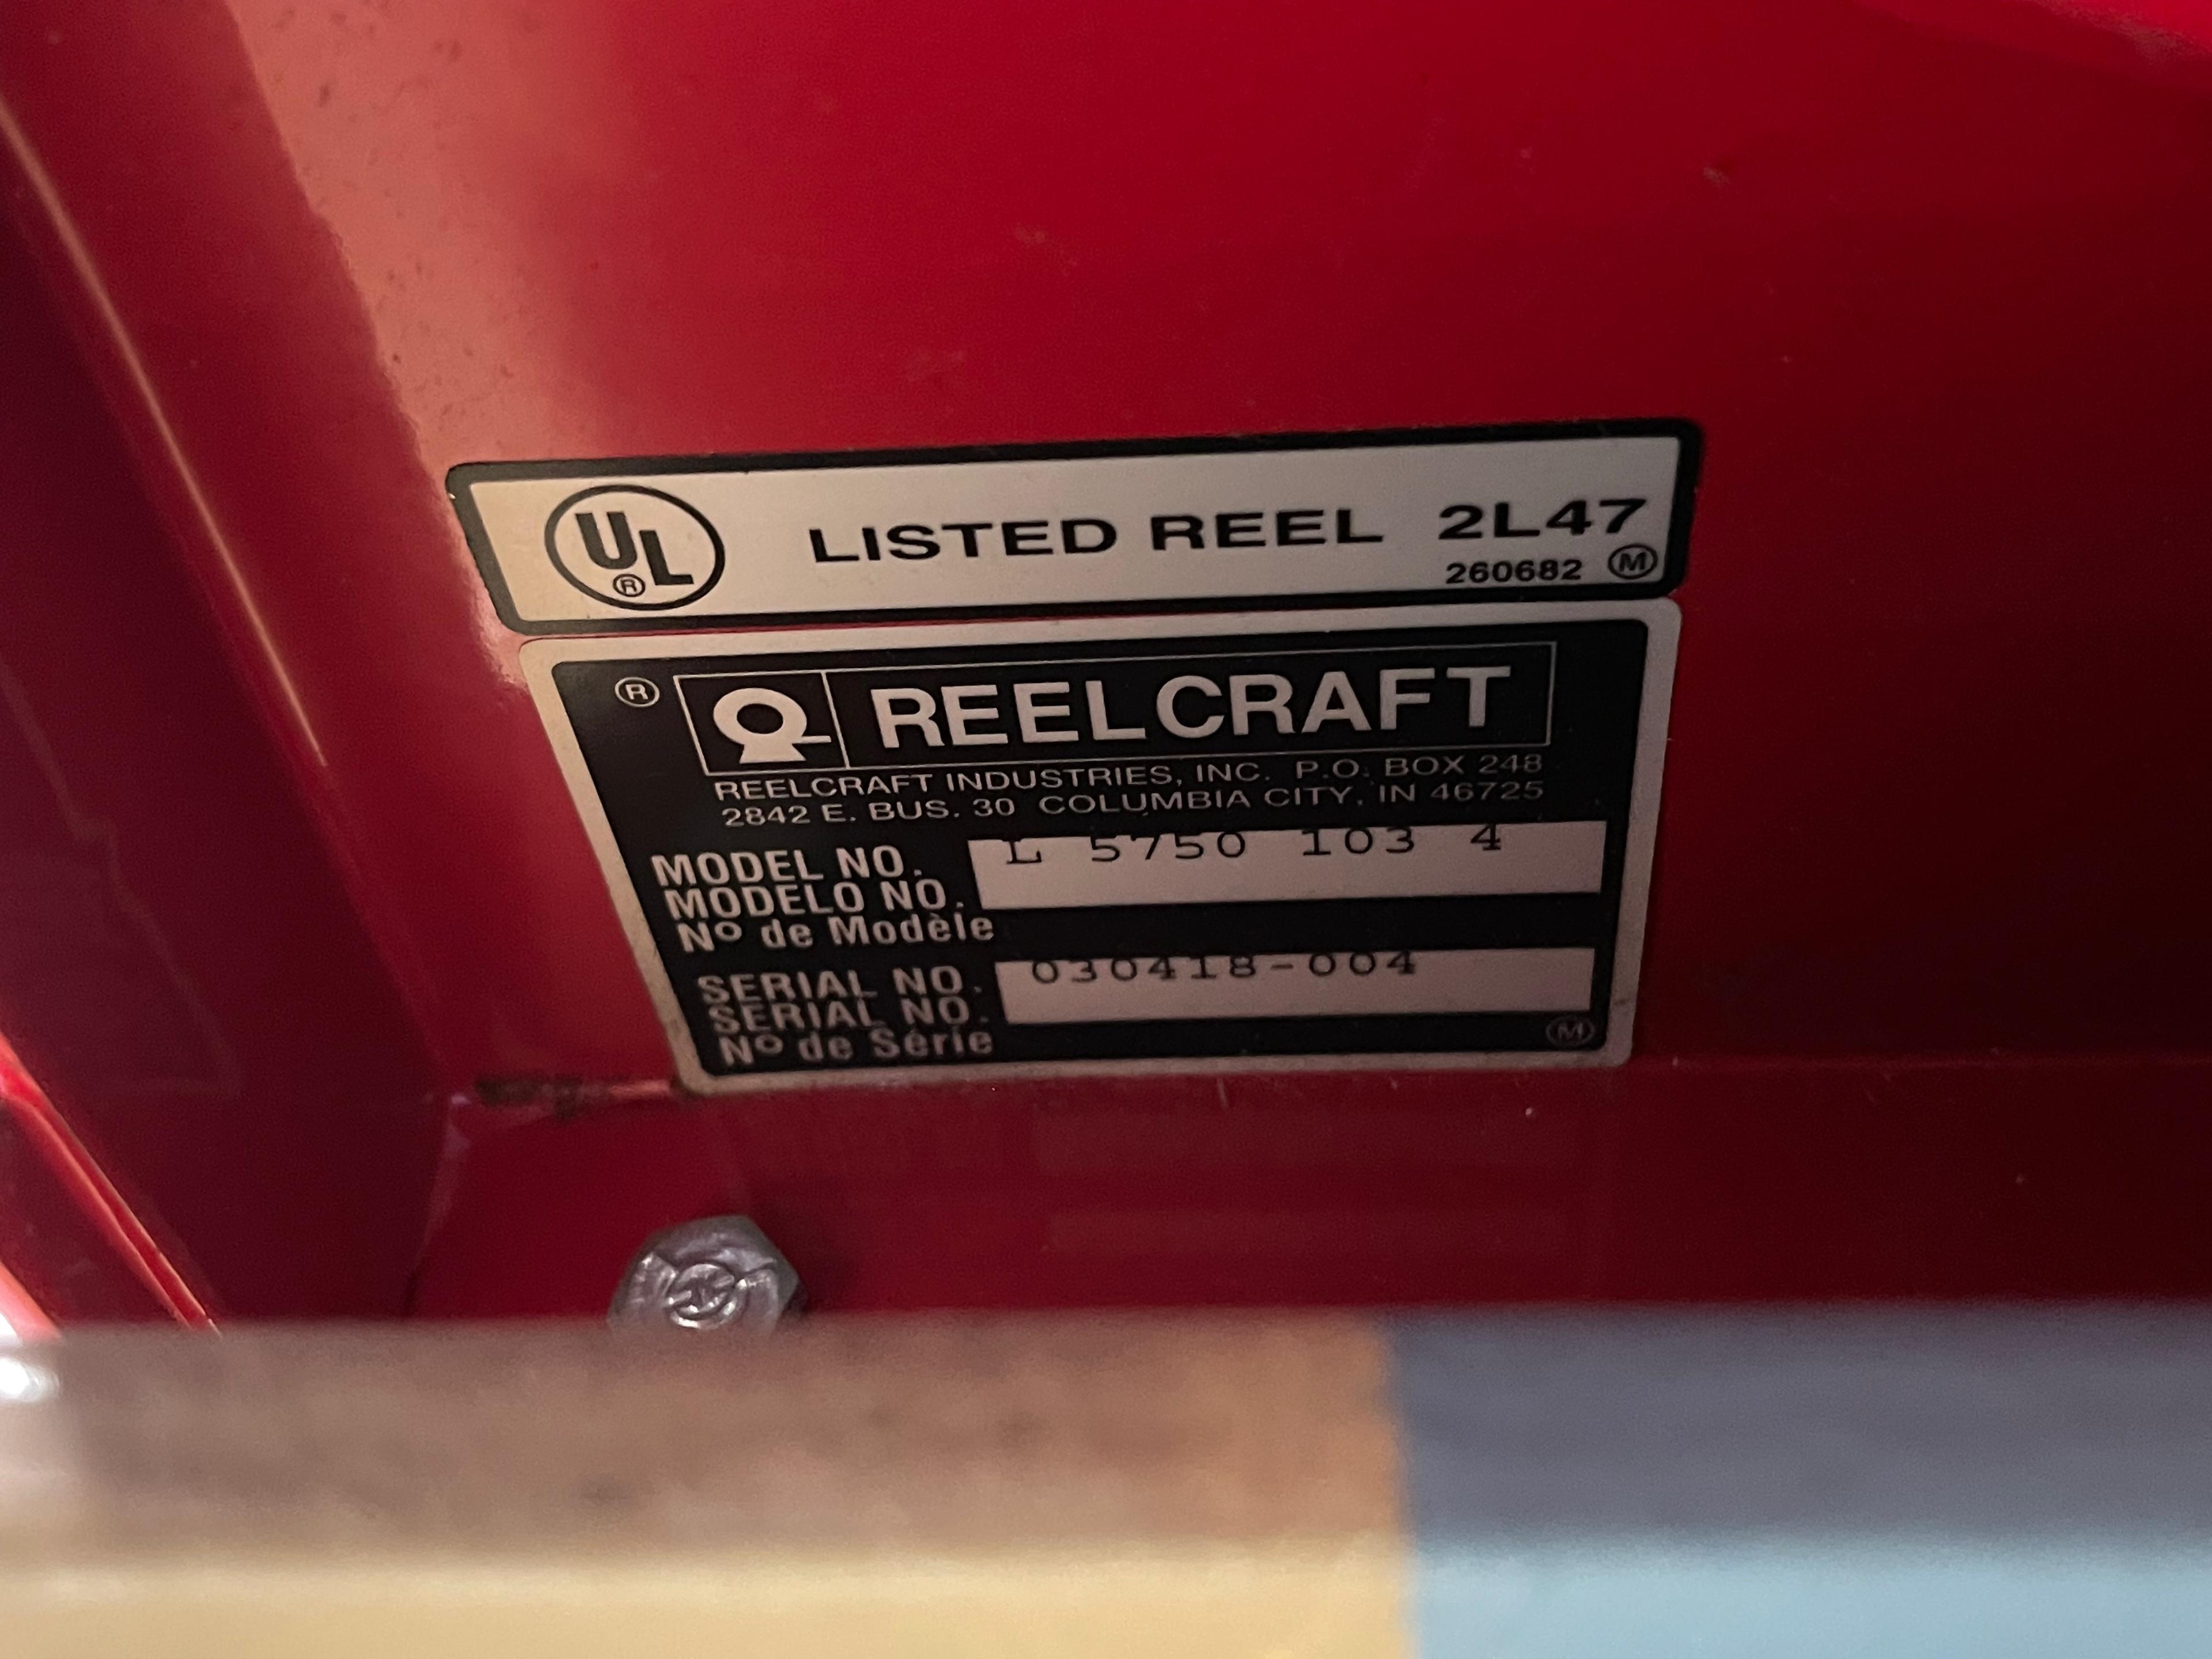 UL
®
LISTED REEL 2L47
260682 Ⓜ
® REELCRAFT
REELCRAFT INDUSTRIES, INC. P.O. BOX 248
2842 E. BUS. 30 COLUMBIA CITY, IN 46725
MODEL NO. L 5750 103 4
MODELO NO.
Nº de Modèle
SERIAL NO. 030418-004
SERIAL NO.
Nº de Série
Ⓜ